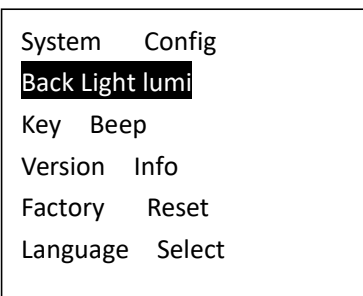 System Config
Back Light lumi
Key Beep
Version Info
Factory Reset
Language Select